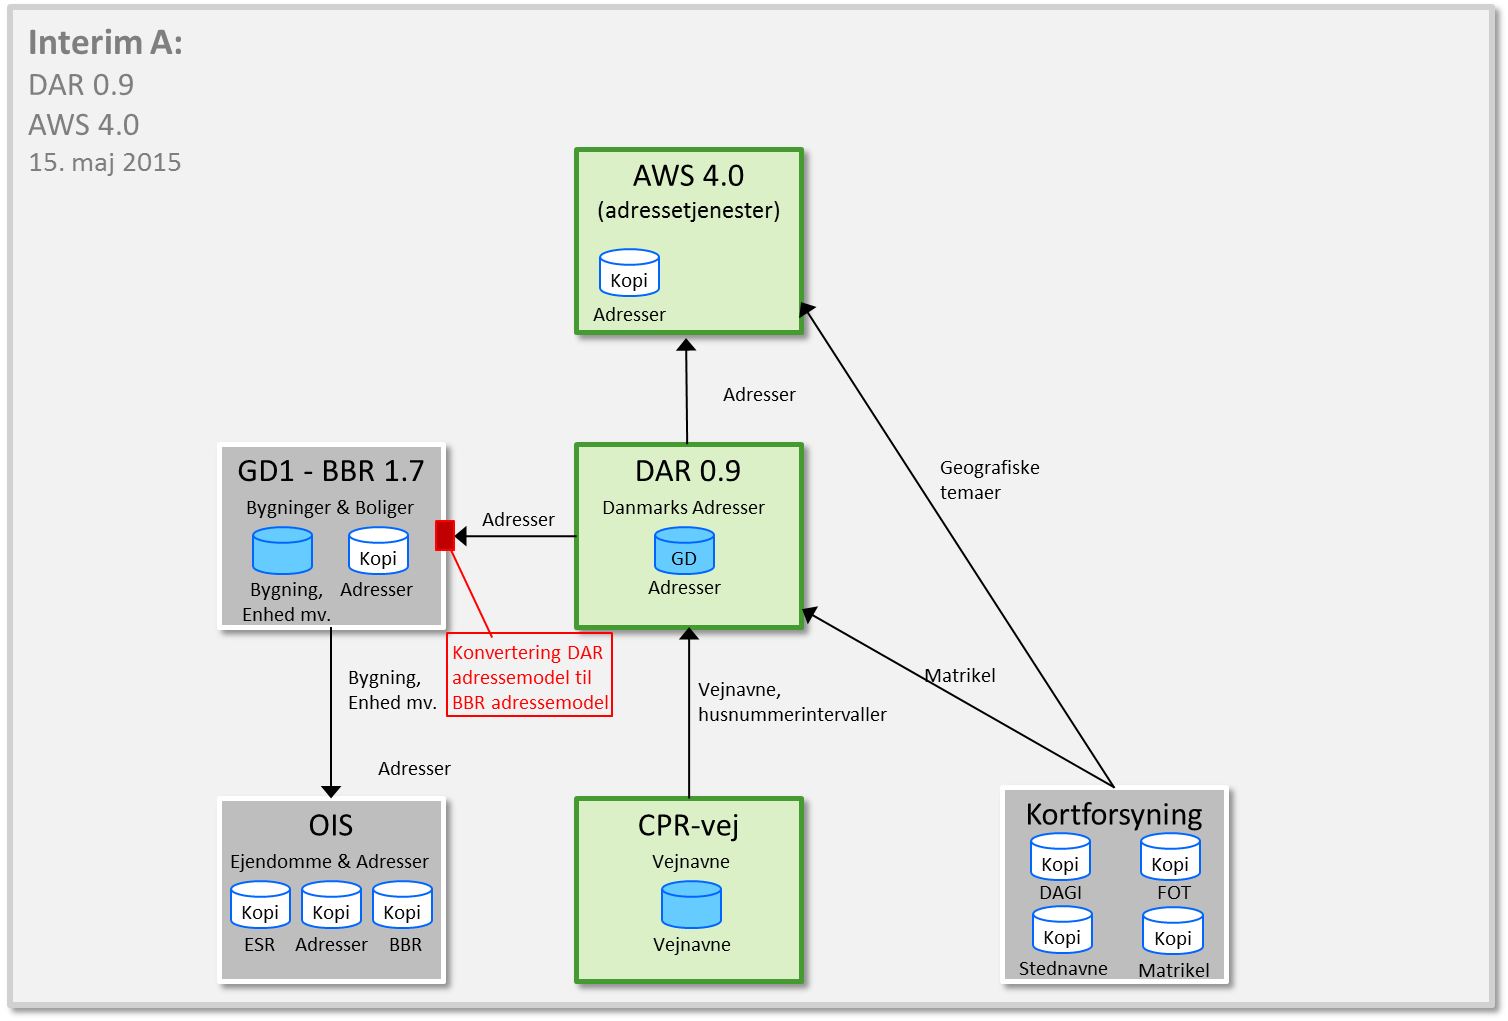 Interim A:
DAR 0.9
AWS 4.0
15. maj 2015
AWS 4.0
(adressetjenester)
Kopi
Adresser
Adresser
Geografiske
temaer
GD1 - BBR 1.7
Bygninger & Boliger
Kopi
Bygning,
Enhed mv.
Adresser
Adresser
DAR 0.9
Danmarks Adresser
GD
Adresser
Konvertering DAR
adressemodel til
BBR adressemodel
Bygning,
Enhed mv.
Adresser
Vejnavne,
husnummerintervaller
Matrikel
OIS
Ejendomme & Adresser
Kopi
Kopi
Kopi
ESR
Adresser
BBR
CPR-vej
Vejnavne
Vejnavne
Kortforsyning
Kopi
Kopi
DAGI
FOT
Kopi
Kopi
Stednavne
Matrikel